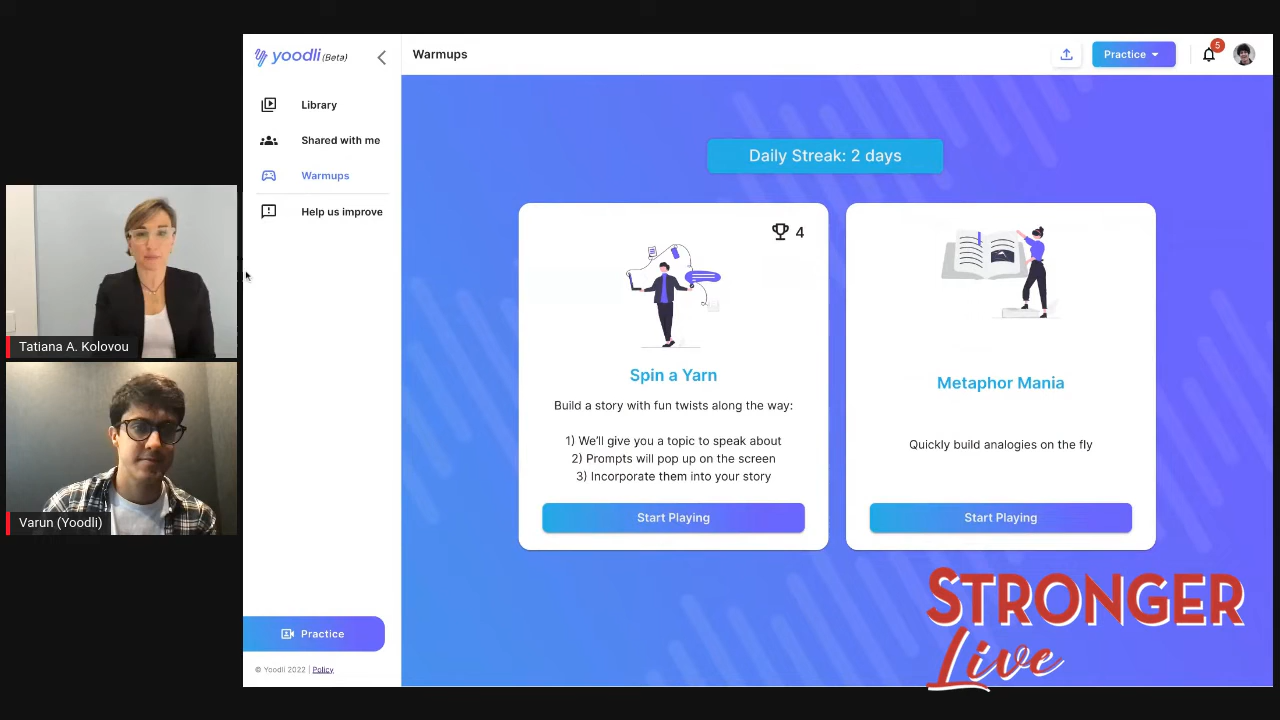 Tatiana A. Kolovou
Varun (Yoodli)
yoodli (Beta)
Library
Shared with me
Warmups
Help us improve
Practice
© Yoodli 2022 | Policy
Warmups
Practice
5
Daily Streak: 2 days
4
Spin a Yarn
Build a story with fun twists along the way:
1) We'll give you a topic to speak about
2) Prompts will pop up on the screen
3) Incorporate them into your story
Start Playing
Metaphor Mania
Quickly build analogies on the fly
Start Playing
STRONGER
Live